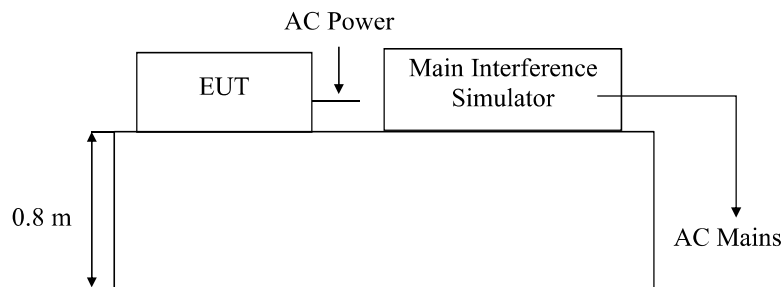 AC Power
EUT
Main Interference
Simulator
0.8 m
AC Mains